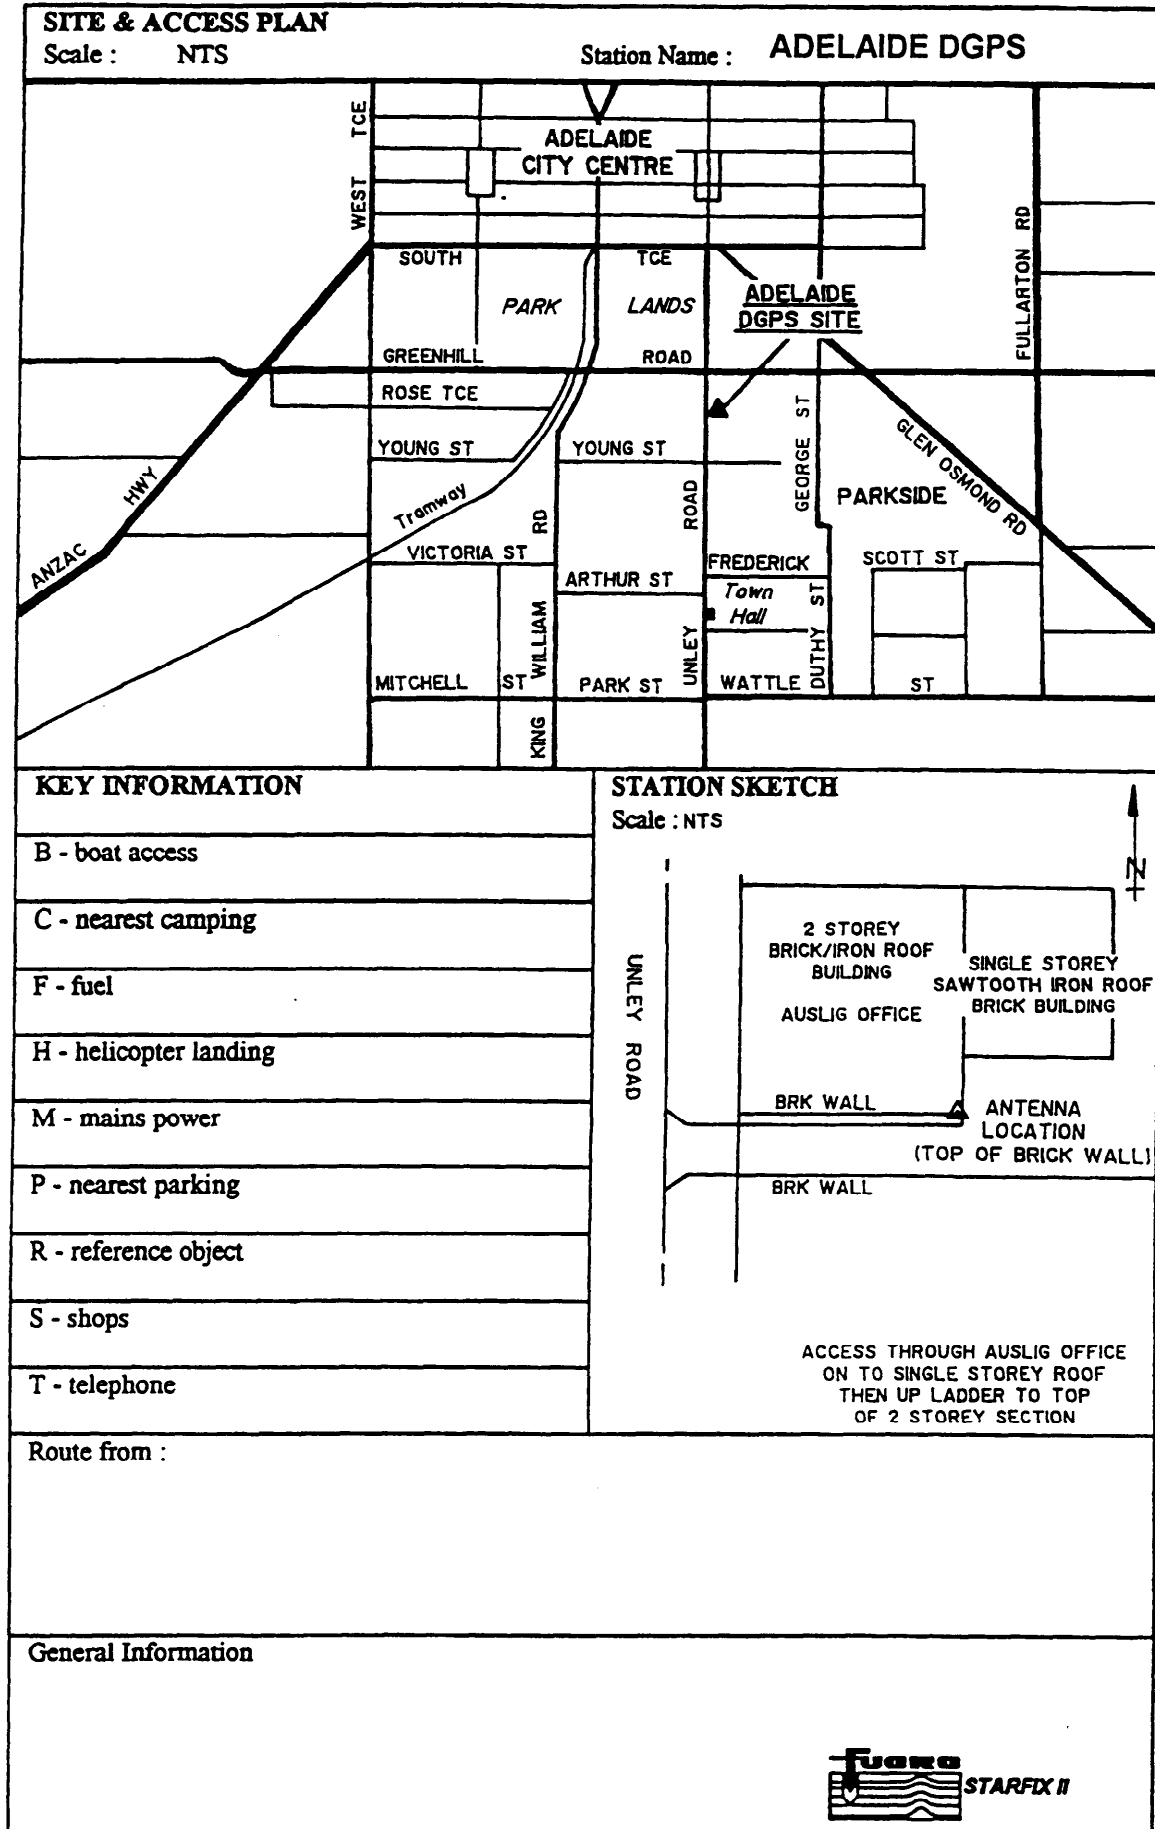 SITE & ACCESS PLAN
Scale : NTS
Station Name : ADELAIDE DGPS
WEST TCE
ADELAIDE
CITY CENTRE
FULLARTON RD
SOUTH TCE
PARK LANDS
ADELAIDE
DGPS SITE
GREENHILL ROAD
ROSE TCE
YOUNG ST
YOUNG ST
GEORGE ST
GLEN OSMOND RD
HWY
ANZAC
Tramway
PARKSIDE
VICTORIA ST
KING WILLIAM RD
UNLEY ROAD
ARTHUR ST
FREDERICK
Town
Hall
SCOTT ST
DUTHY ST
MITCHELL ST
PARK ST
WATTLE ST
KEY INFORMATION
B - boat access
C - nearest camping
F - fuel
H - helicopter landing
M - mains power
P - nearest parking
R - reference object
S - shops
T - telephone
STATION SKETCH
Scale : NTS
N
UNLEY ROAD
2 STOREY
BRICK/IRON ROOF
BUILDING
AUSLIG OFFICE
SINGLE STOREY
SAWTOOTH IRON ROOF
BRICK BUILDING
BRK WALL
ANTENNA
LOCATION
(TOP OF BRICK WALL)
BRK WALL
ACCESS THROUGH AUSLIG OFFICE
ON TO SINGLE STOREY ROOF
THEN UP LADDER TO TOP
OF 2 STOREY SECTION
Route from :
General Information
Fugro
STARFIX II